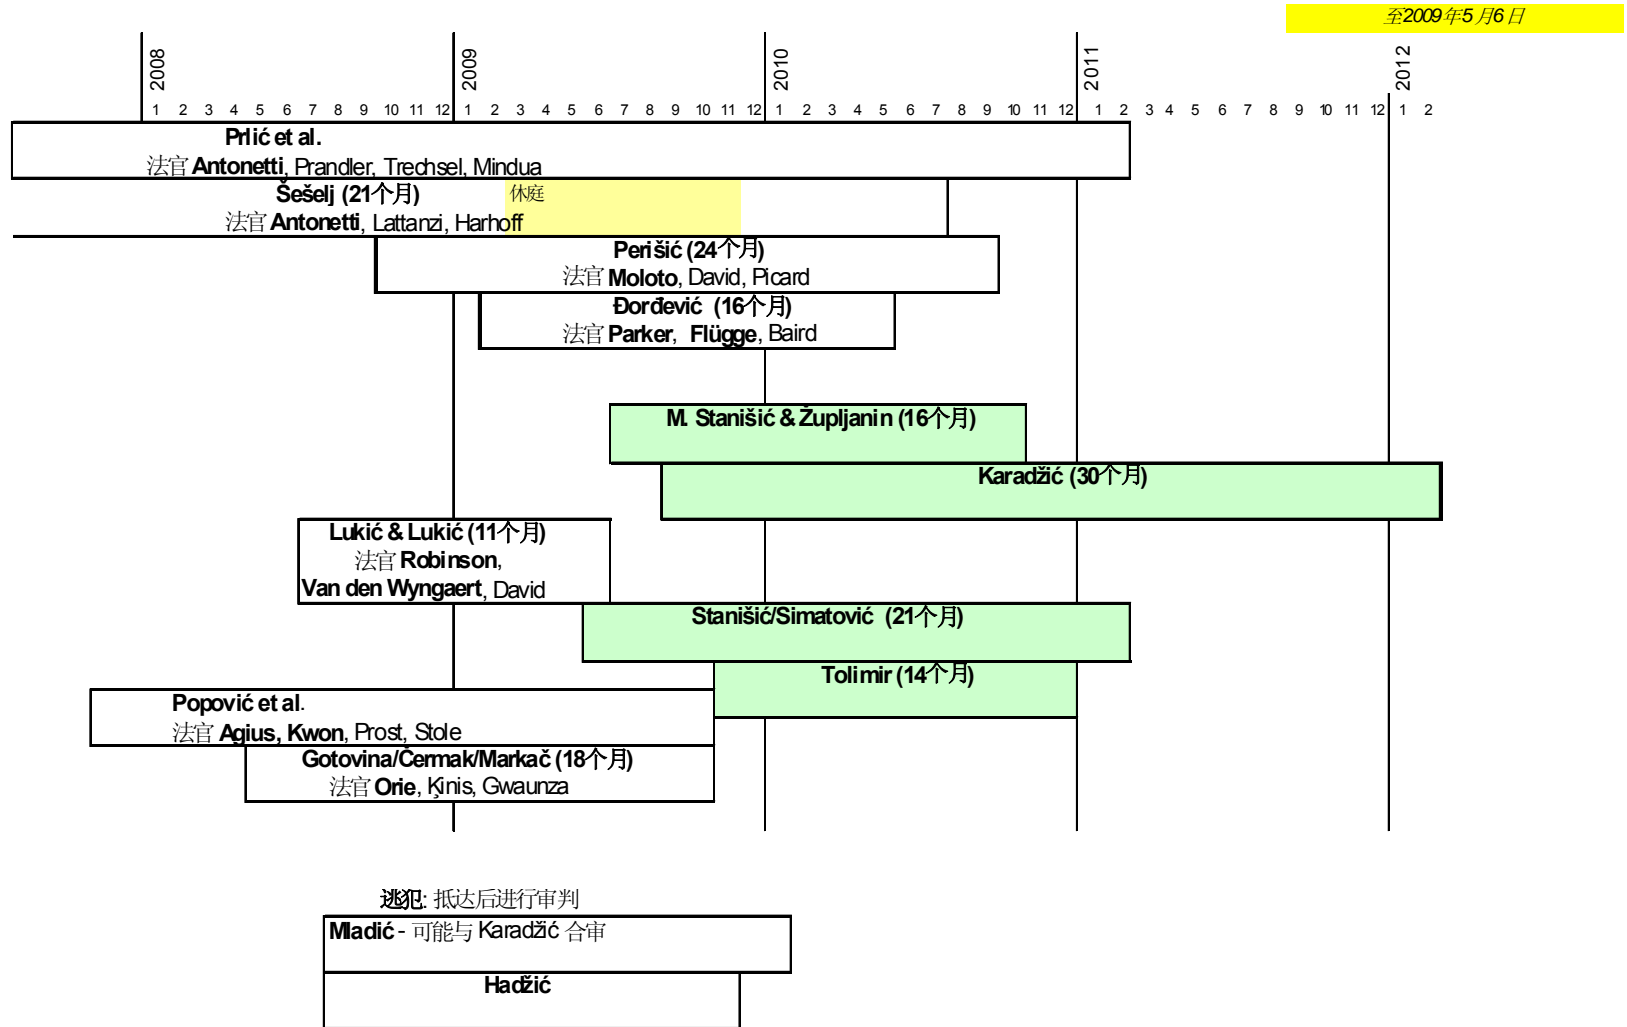 至2009年5月6日
2008 2009 2010 2011 2012
1 2 3 4 5 6 7 8 9 10 11 12 1 2 3 4 5 6 7 8 9 10 11 12 1 2 3 4 5 6 7 8 9 10 11 12 1 2 3 4 5 6 7 8 9 10 11 12 1 2
Prlić et al.
法官 Antonetti, Prandler, Trechsel, Mindua
Šešelj (21个月) 休庭
法官 Antonetti, Lattanzi, Harhoff
Perišić (24个月)
法官 Moloto, David, Picard
Đorđević (16个月)
法官 Parker, Flügge, Baird
M. Stanišić & Župljanin (16个月)
Karadžić (30个月)
Lukić & Lukić (11个月)
法官 Robinson,
Van den Wyngaert, David
Stanišić/Simatović (21个月)
Tolimir (14个月)
Popović et al.
法官 Agius, Kwon, Prost, Stole
Gotovina/Čermak/Markač (18个月)
法官 Orie, Ķinis, Gwaunza
逃犯: 抵达后进行审判
Mladić - 可能与 Karadžić 合审
Hadžić